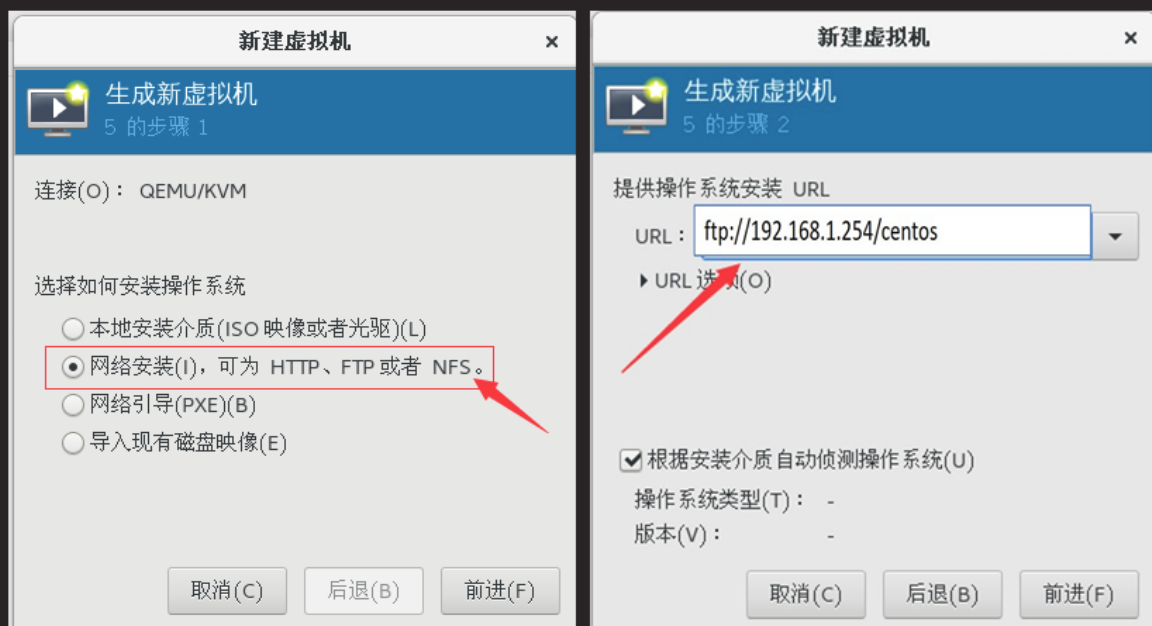 新建虚拟机 ×
生成新虚拟机
5 的步骤 1
连接(O)： QEMU/KVM
选择如何安装操作系统
本地安装介质(ISO 映像或者光驱)(L)
网络安装(I)，可为 HTTP、FTP 或者 NFS。
网络引导(PXE)(B)
导入现有磁盘映像(E)
取消(C) 后退(B) 前进(F)
新建虚拟机 ×
生成新虚拟机
5 的步骤 2
提供操作系统安装 URL
URL： ftp://192.168.1.254/centos
URL 选项(O)
根据安装介质自动侦测操作系统(U)
操作系统类型(T)： -
版本(V)： -
取消(C) 后退(B) 前进(F)